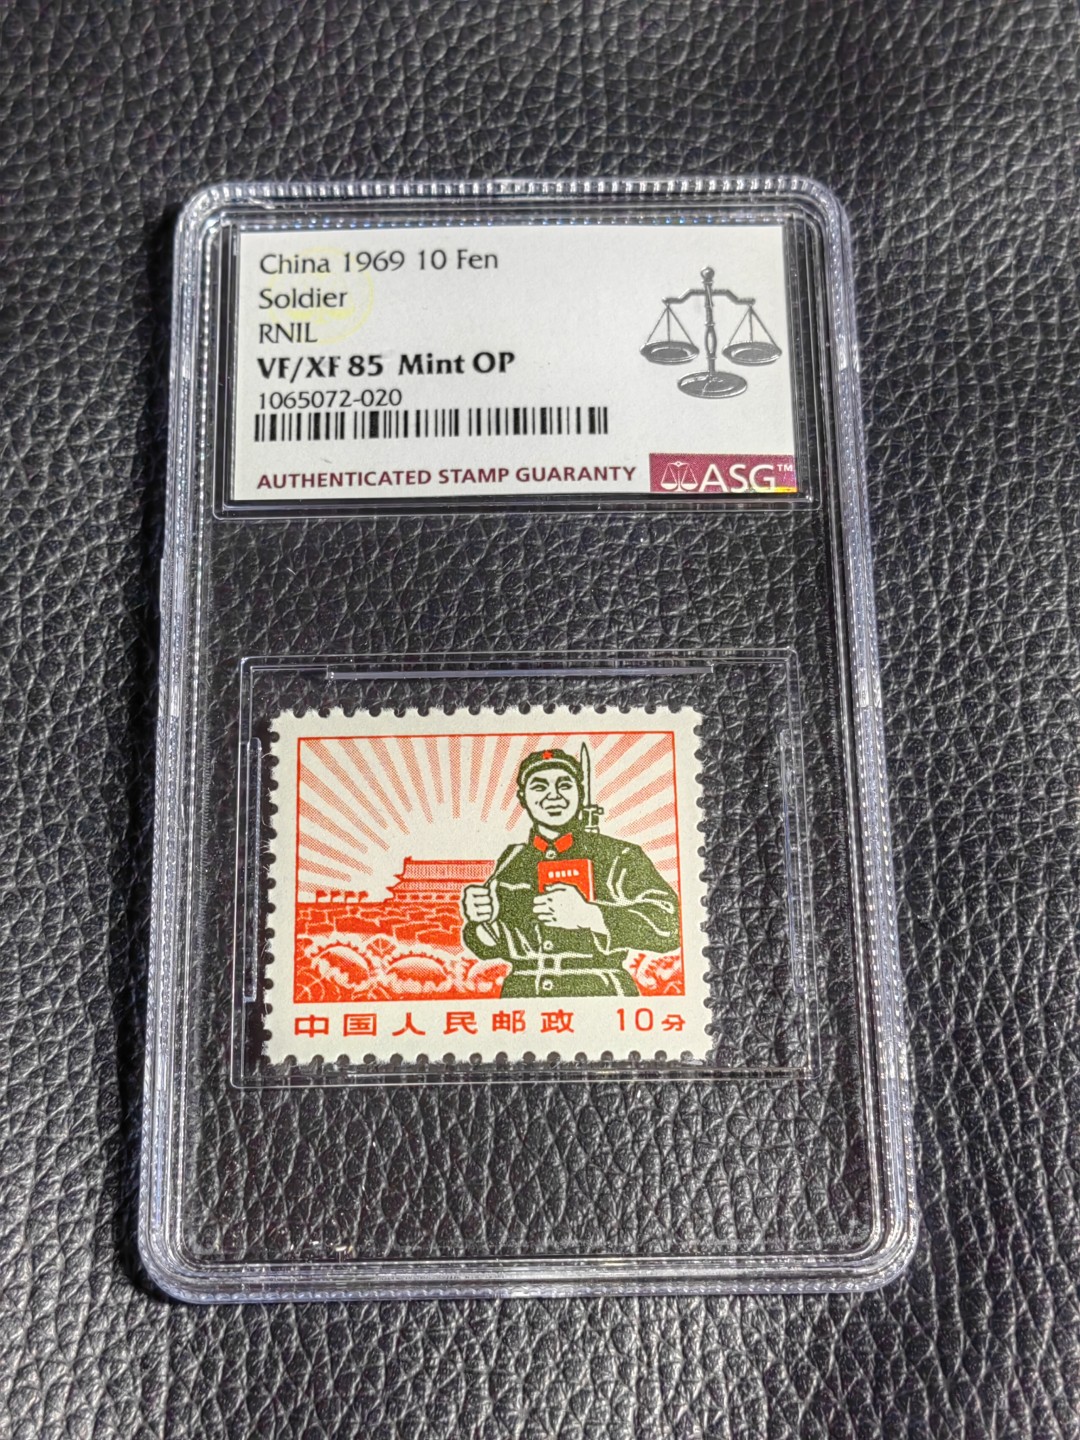 China 1969 10 Fen
Soldier
RNIL
VF/XF 85 Mint OP
1065072-020
AUTHENTICATED STAMP GUARANTY ASG™
中国人民邮政 10分